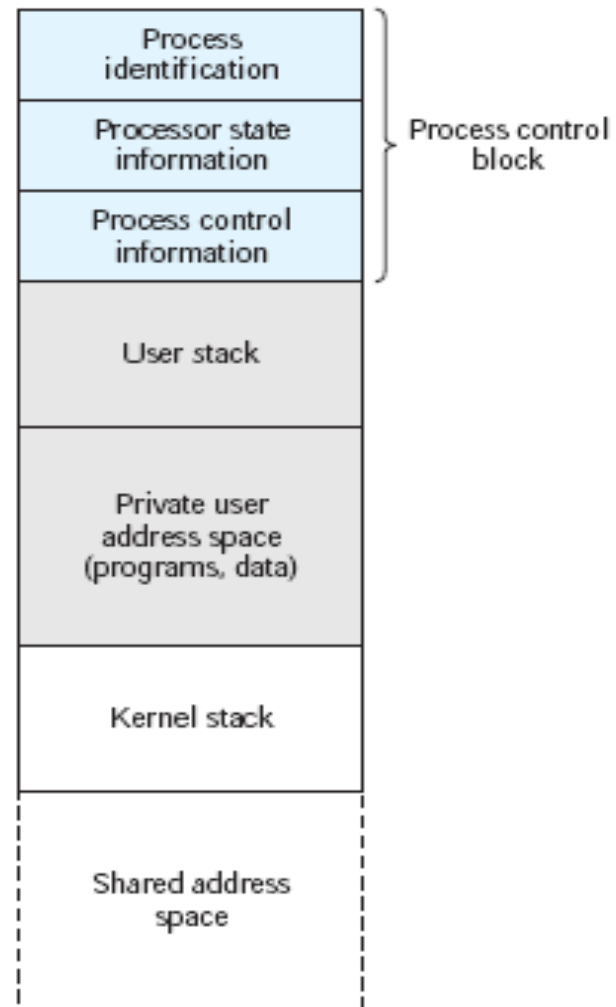 Process
identification
Processor state
information
Process control
information
Process control
block
User stack
Private user
address space
(programs, data)
Kernel stack
Shared address
space